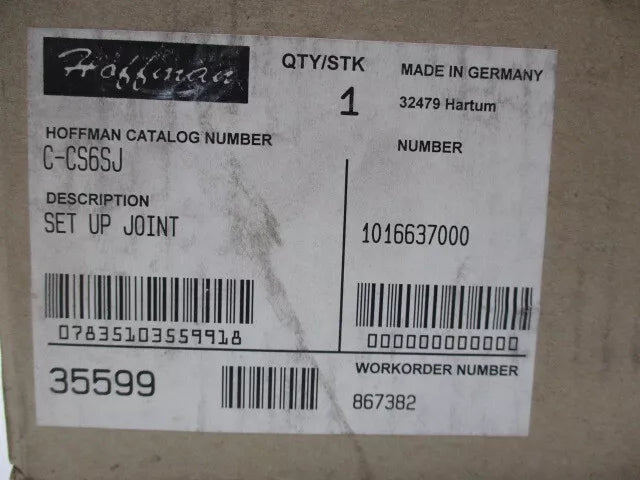 Hoffman
QTY/STK
1
MADE IN GERMANY
32479 Hartum
HOFFMAN CATALOG NUMBER
C-CS6SJ
NUMBER
DESCRIPTION
SET UP JOINT
1016637000
07835103559918
000000000000
35599
WORKORDER NUMBER
867382